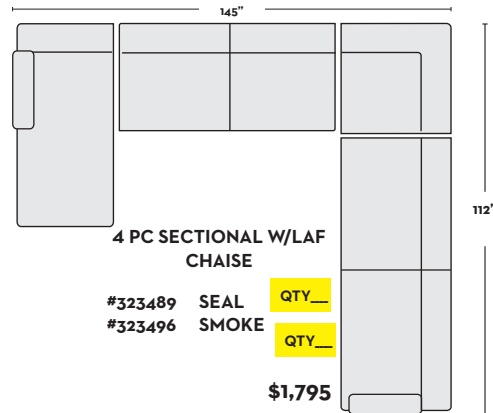 145"
112"
4 PC SECTIONAL W/LAF
CHAISE
#323489 SEAL QTY__
#323496 SMOKE QTY__
$1,795